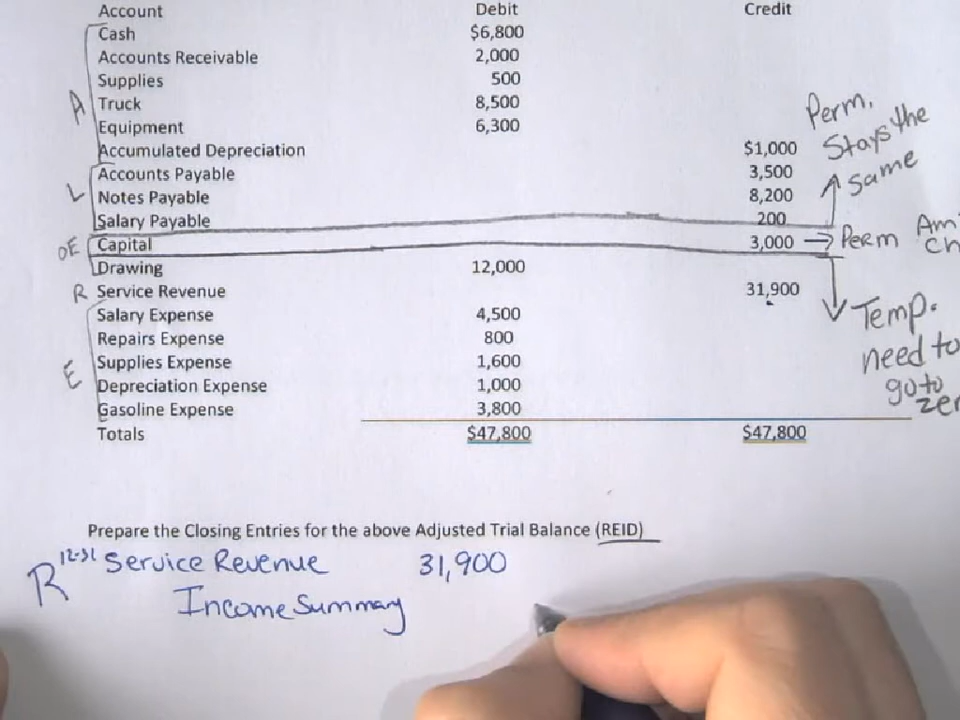 Account Debit Credit
Cash $6,800
Accounts Receivable 2,000
Supplies 500
A Truck 8,500
Equipment 6,300
Accumulated Depreciation $1,000
L Accounts Payable 3,500
Notes Payable 8,200
Salary Payable 200
OE Capital 3,000
Drawing 12,000
R Service Revenue 31,900
Salary Expense 4,500
Repairs Expense 800
E Supplies Expense 1,600
Depreciation Expense 1,000
Gasoline Expense 3,800
Totals $47,800 $47,800
Perm.
Stays the
same
Perm
Temp.
need to
go to
Prepare the Closing Entries for the above Adjusted Trial Balance (REID)
R 12-31 Service Revenue 31,900
Income Summary